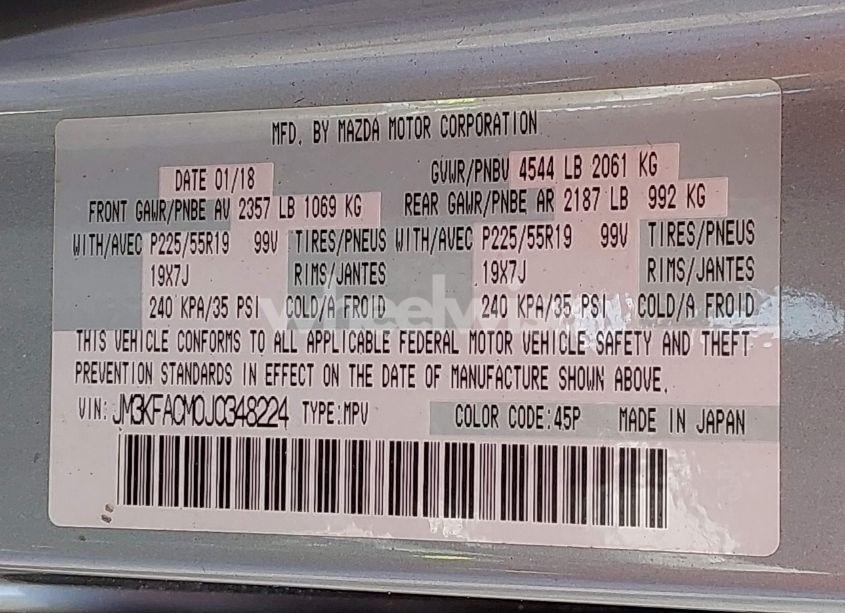 MFD. BY MAZDA MOTOR CORPORATION
DATE 01/18 GVWR/PNBV 4544 LB 2061 KG
FRONT GAWR/PNBE AV 2357 LB 1069 KG REAR GAWR/PNBE AR 2187 LB 992 KG
WITH/AVEC P225/55R19 99V TIRES/PNEUS WITH/AVEC P225/55R19 99V TIRES/PNEUS
19X7J RIMS/JANTES 19X7J RIMS/JANTES
240 KPA/35 PSI COLD/A FROID 240 KPA/35 PSI COLD/A FROID
THIS VEHICLE CONFORMS TO ALL APPLICABLE FEDERAL MOTOR VEHICLE SAFETY AND THEFT
PREVENTION STANDARDS IN EFFECT ON THE DATE OF MANUFACTURE SHOWN ABOVE.
VIN: JM3KFACM0J0348224 TYPE:MPV COLOR CODE:45P MADE IN JAPAN